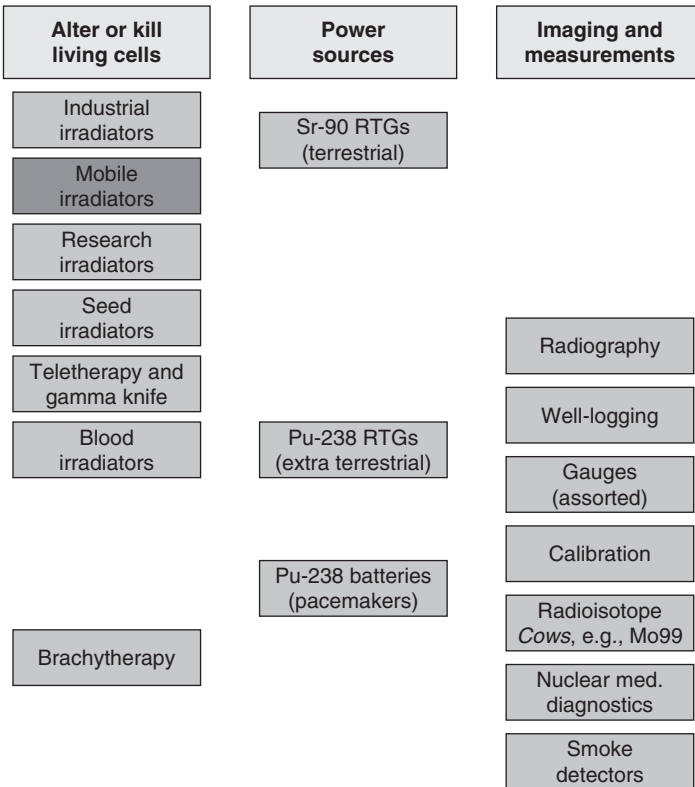 Alter or kill
living cells
Industrial
irradiators
Mobile
irradiators
Research
irradiators
Seed
irradiators
Teletherapy and
gamma knife
Blood
irradiators
Brachytherapy
Power
sources
Sr-90 RTGs
(terrestrial)
Pu-238 RTGs
(extra terrestrial)
Pu-238 batteries
(pacemakers)
Imaging and
measurements
Radiography
Well-logging
Gauges
(assorted)
Calibration
Radioisotope
Cows, e.g., Mo99
Nuclear med.
diagnostics
Smoke
detectors